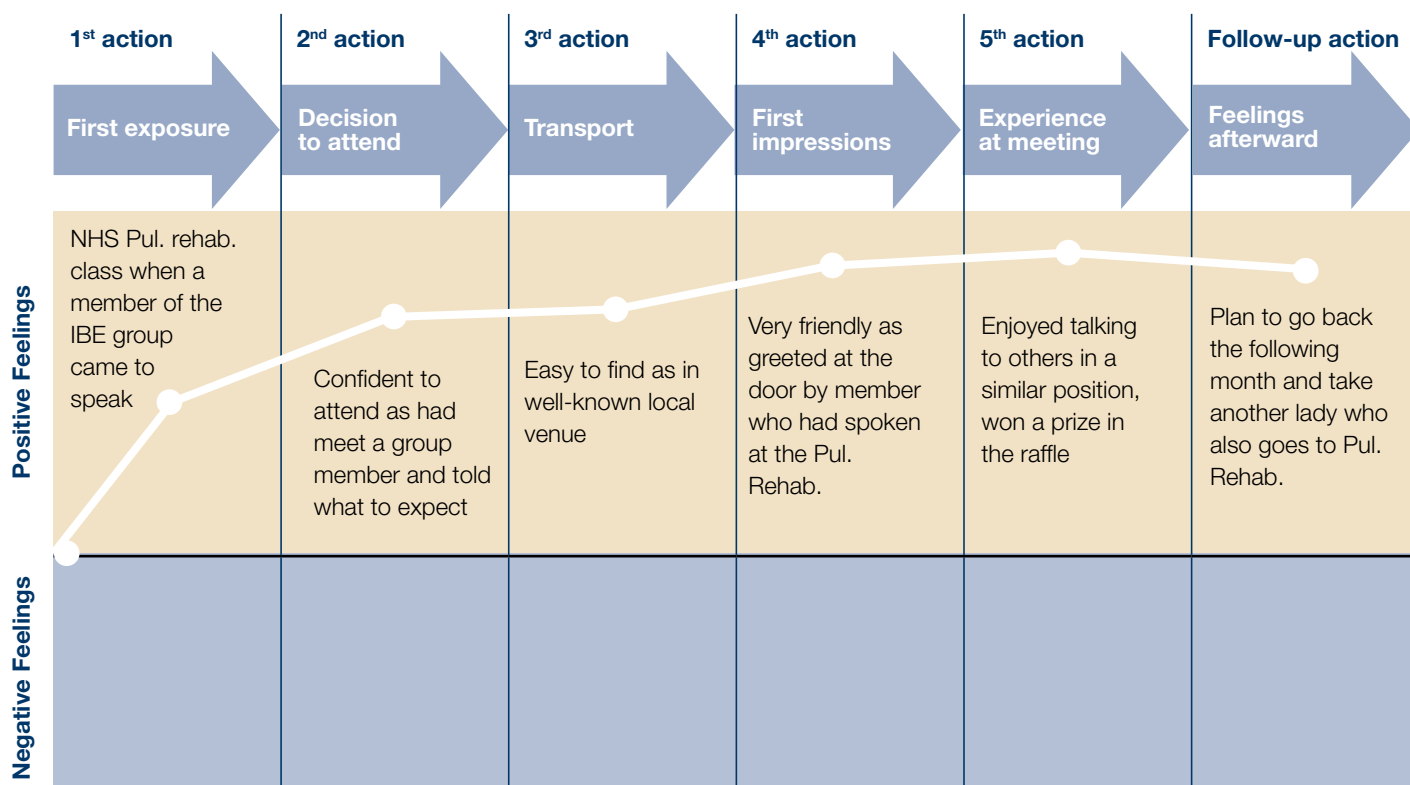 1st action
2nd action
3rd action
4th action
5th action
Follow-up action
First exposure
Decision
to attend
Transport
First
impressions
Experience
at meeting
Feelings
afterward
Positive Feelings
NHS Pul. rehab.
class when a
member of the
IBE group
came to
speak
Confident to
attend as had
meet a group
member and told
what to expect
Easy to find as in
well-known local
venue
Very friendly as
greeted at the
door by member
who had spoken
at the Pul.
Rehab.
Enjoyed talking
to others in a
similar position,
won a prize in
the raffle
Plan to go back
the following
month and take
another lady who
also goes to Pul.
Rehab.
Negative Feelings